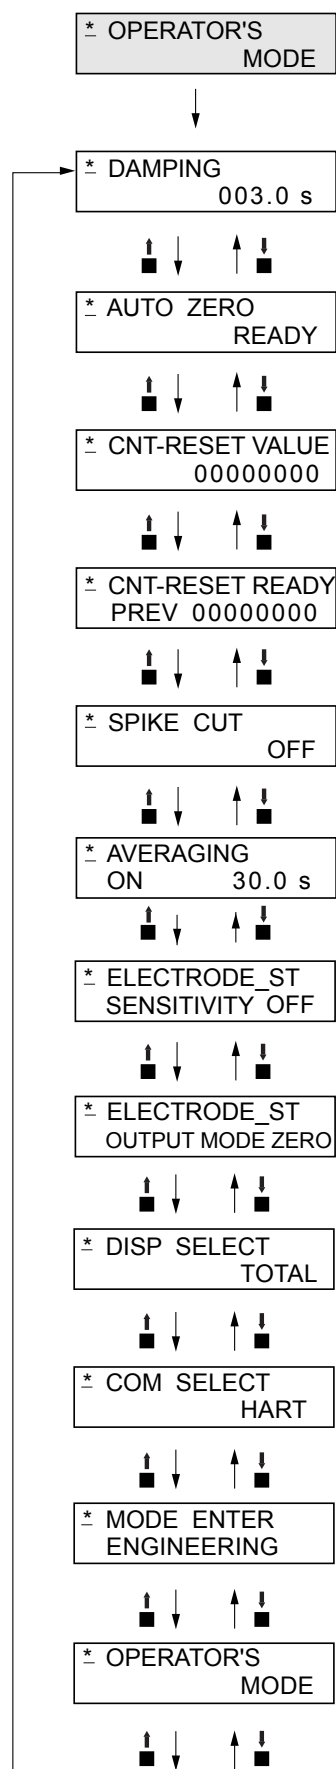 * OPERATOR'S
MODE
* DAMPING
003.0 s
* AUTO ZERO
READY
* CNT-RESET VALUE
00000000
* CNT-RESET READY
PREV 00000000
* SPIKE CUT
OFF
* AVERAGING
ON 30.0 s
* ELECTRODE_ST
SENSITIVITY OFF
* ELECTRODE_ST
OUTPUT MODE ZERO
* DISP SELECT
TOTAL
* COM SELECT
HART
* MODE ENTER
ENGINEERING
* OPERATOR'S
MODE